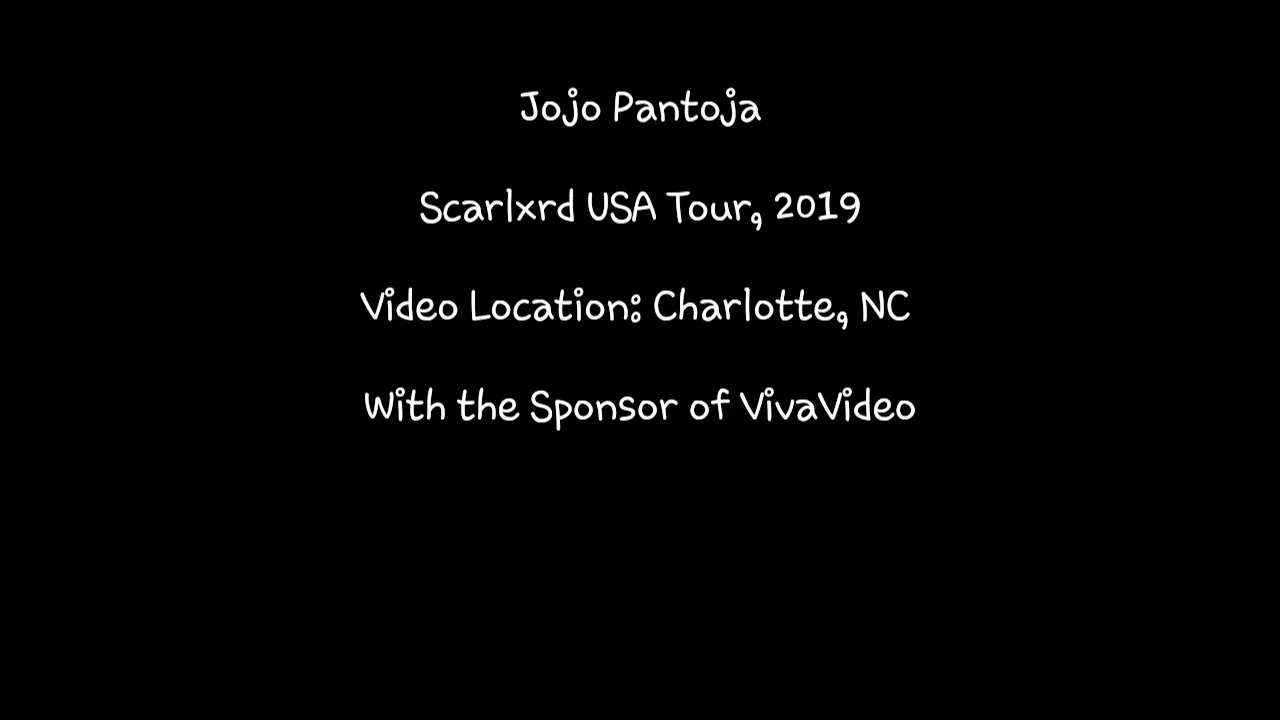 Jojo Pantoja
Scarlxrd USA Tour, 2019
Video Location: Charlotte, NC
With the Sponsor of VivaVideo